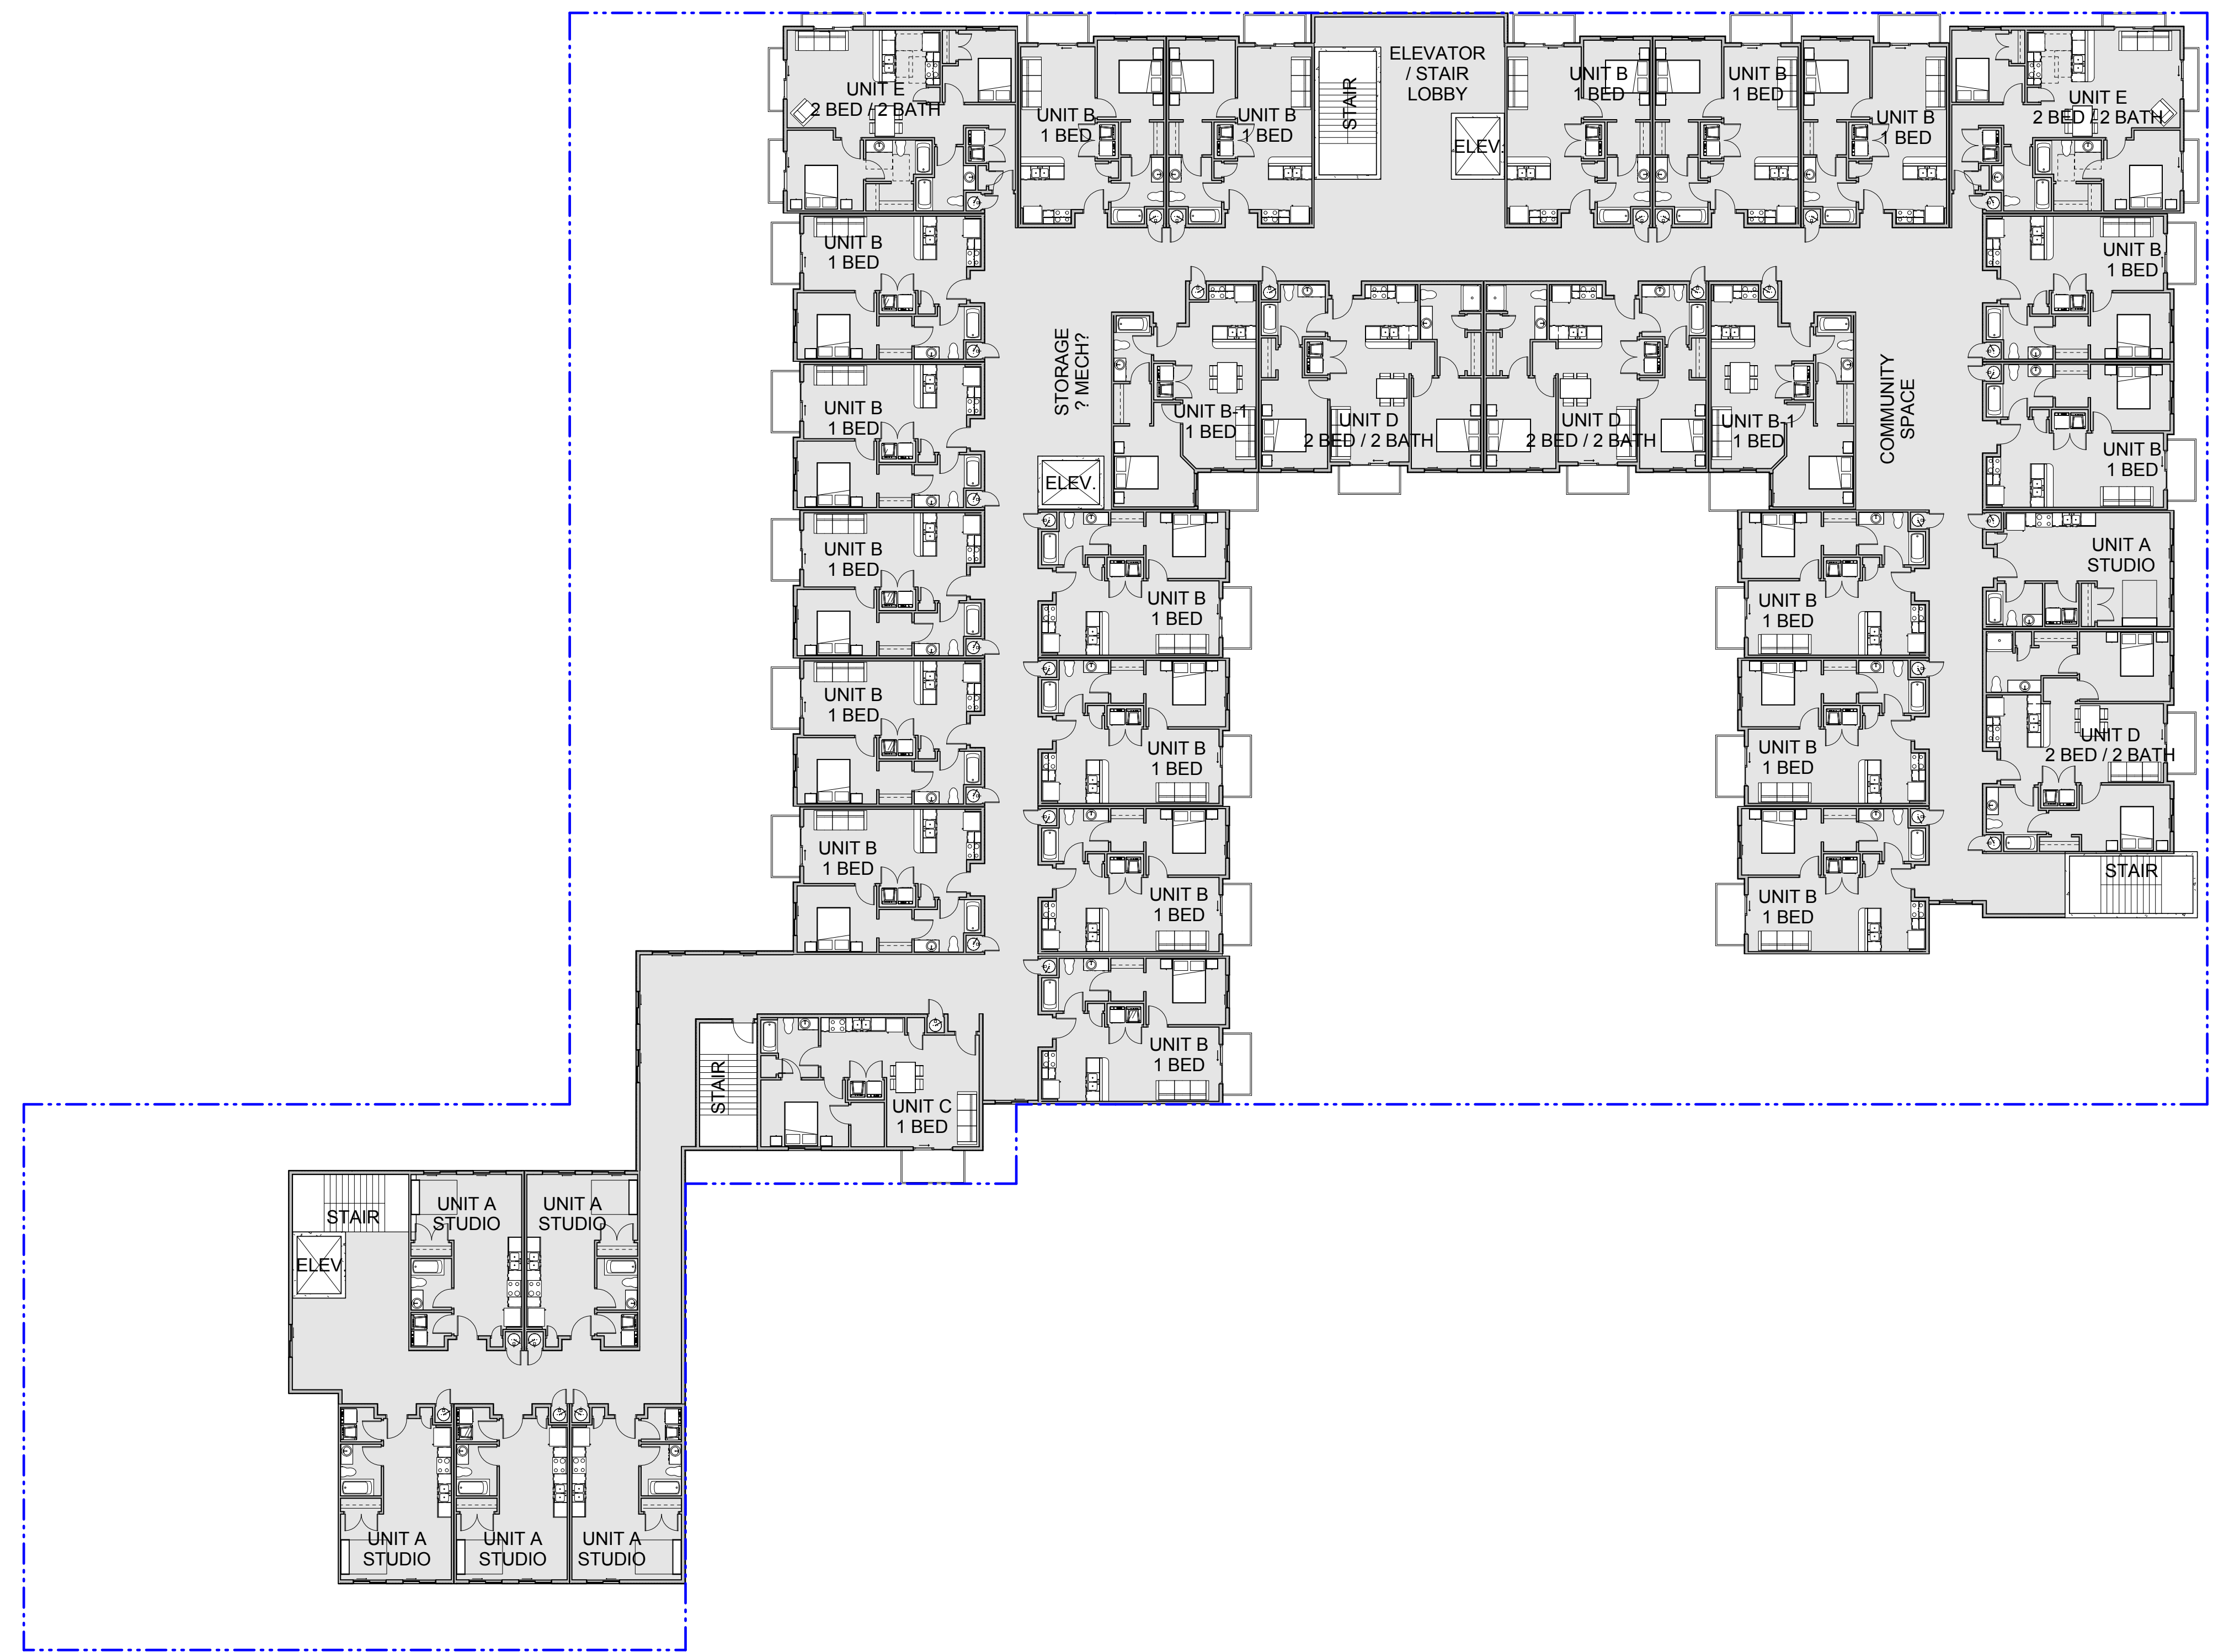 UNIT E
2 BED / 2 BATH
UNIT B
1 BED
UNIT B
1 BED
STAIR
ELEVATOR
/ STAIR
LOBBY
ELEV.
UNIT B
1 BED
UNIT B
1 BED
UNIT B
1 BED
UNIT E
2 BED / 2 BATH
UNIT B
1 BED
UNIT B
1 BED
UNIT B
1 BED
UNIT B
1 BED
UNIT B
1 BED
STORAGE
? MECH?
ELEV.
UNIT B-1
1 BED
UNIT D
2 BED / 2 BATH
UNIT D
2 BED / 2 BATH
UNIT B-1
1 BED
COMMUNITY
SPACE
UNIT B
1 BED
UNIT B
1 BED
UNIT A
STUDIO
UNIT D
2 BED / 2 BATH
STAIR
UNIT B
1 BED
UNIT B
1 BED
UNIT B
1 BED
UNIT B
1 BED
UNIT B
1 BED
UNIT B
1 BED
UNIT B
1 BED
STAIR
UNIT C
1 BED
STAIR
ELEV.
UNIT A
STUDIO
UNIT A
STUDIO
UNIT A
STUDIO
UNIT A
STUDIO
UNIT A
STUDIO